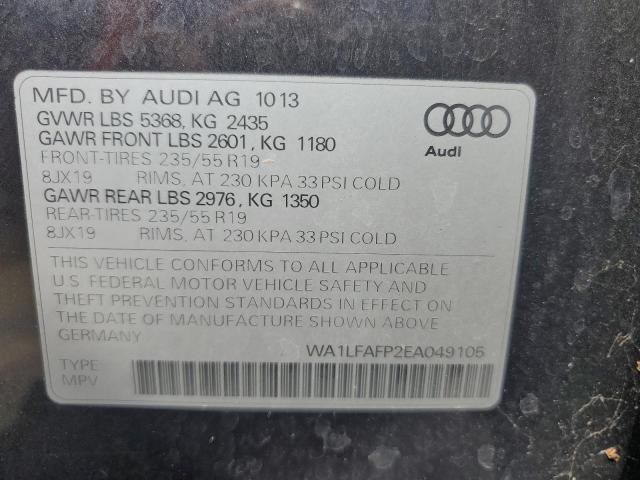 MFD. BY AUDI AG 10 13
GVWR LBS 5368, KG 2435
GAWR FRONT LBS 2601, KG 1180
FRONT-TIRES 235/55 R19
8JX19 RIMS, AT 230 KPA 33 PSI COLD
GAWR REAR LBS 2976, KG 1350
REAR-TIRES 235/55 R19
8JX19 RIMS, AT 230 KPA 33 PSI COLD
Audi
THIS VEHICLE CONFORMS TO ALL APPLICABLE
U.S. FEDERAL MOTOR VEHICLE SAFETY AND
THEFT PREVENTION STANDARDS IN EFFECT ON
THE DATE OF MANUFACTURE SHOWN ABOVE
GERMANY
WA1LFAFP2EA049105
TYPE
MPV